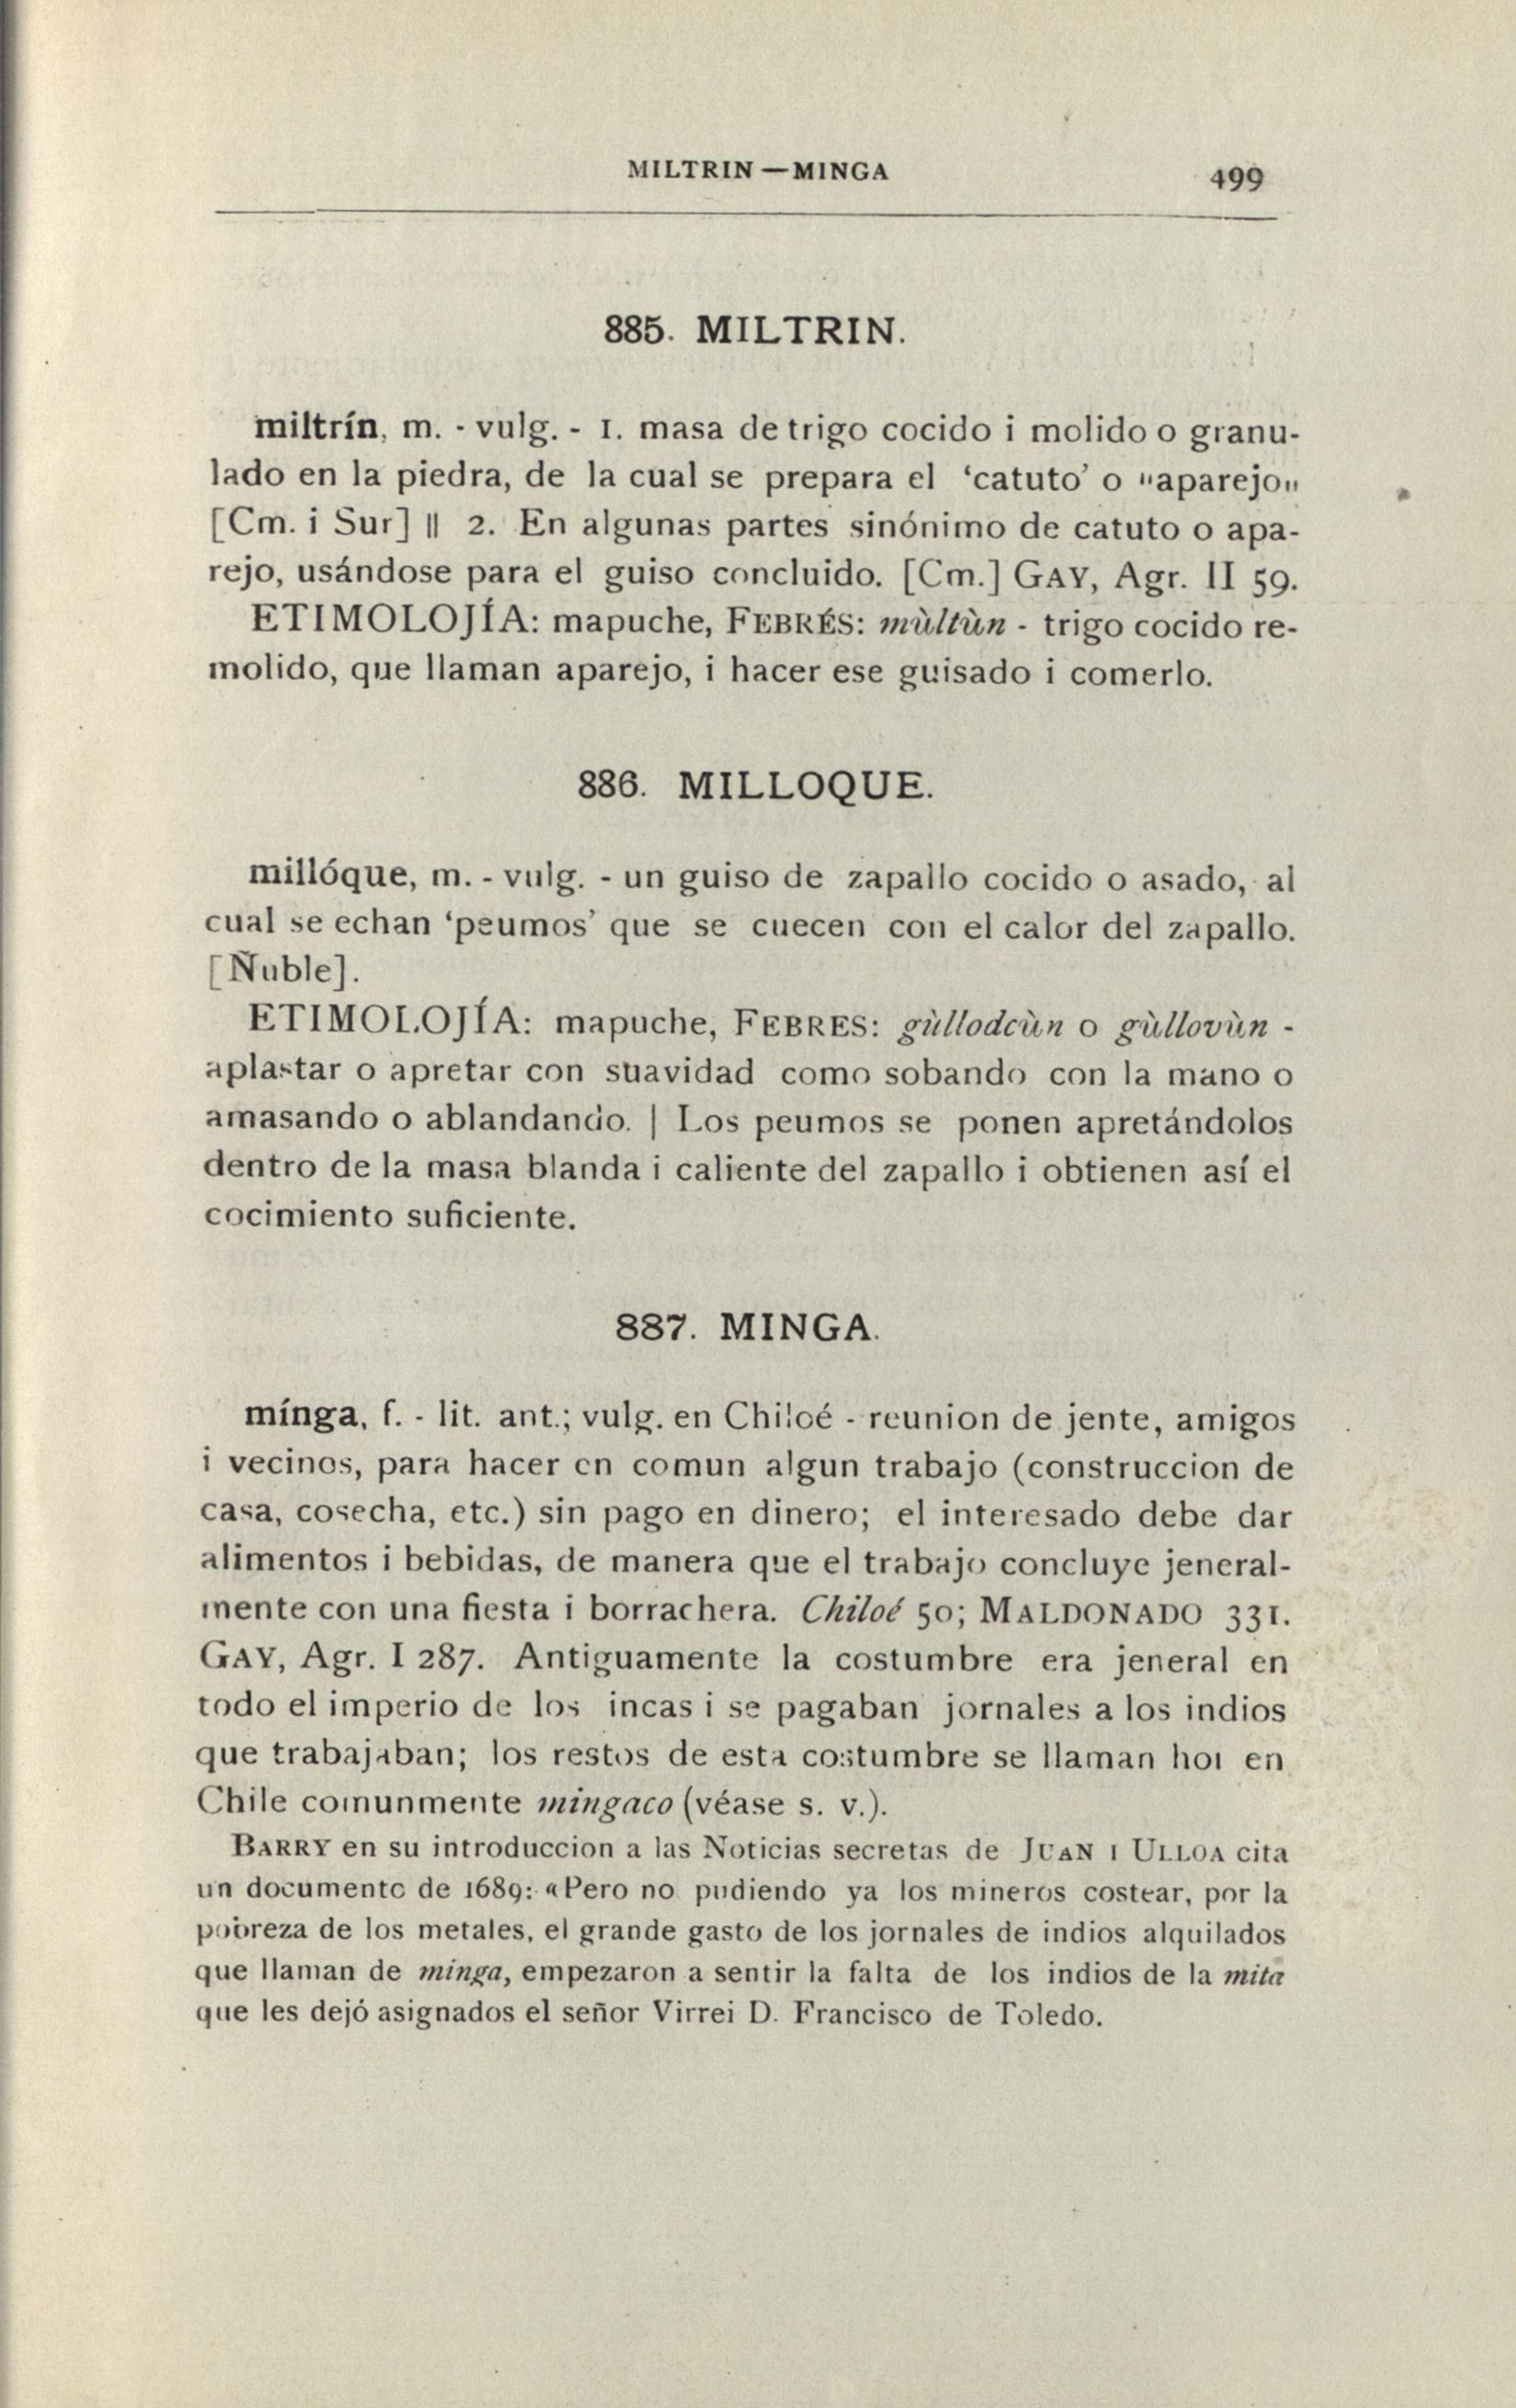 MILTRIN — MINGA
499
885. MILTRIN.
miltrín, m. - vulg. - 1. masa de trigo cocido i molido o granu-
lado en la piedra, de la cual se prepara el ‘catuto’ o "aparejo„
[Cm. i Sur] || 2. En algunas partes sinónimo de catuto o apa-
rejo, usándose para el guiso concluido. [Cm.] GAY, Agr. II 59.
ETIMOLOJÍA: mapuche, FEBRÉS: mùltùn - trigo cocido re-
molido, que llaman aparejo, i hacer ese guisado i comerlo.
886. MILLOQUE.
millóque, m. - vulg. - un guiso de zapallo cocido o asado, al
cual se echan ‘peumos’ que se cuecen con el calor del zapallo.
[Ñuble].
ETIMOLOJÍA: mapuche, FEBRES: gùllodcùn o gùllovùn -
aplastar o apretar con suavidad como sobando con la mano o
amasando o ablandando. | Los peumos se ponen apretándolos
dentro de la masa blanda i caliente del zapallo i obtienen así el
cocimiento suficiente.
887. MINGA.
mínga, f. - lit. ant.; vulg. en Chiloé - reunion de jente, amigos
i vecinos, para hacer en comun algun trabajo (construccion de
casa, cosecha, etc.) sin pago en dinero; el interesado debe dar
alimentos i bebidas, de manera que el trabajo concluye jeneral-
mente con una fiesta i borrachera. Chiloé 50; MALDONADO 331.
GAY, Agr. I 287. Antiguamente la costumbre era jeneral en
todo el imperio de los incas i se pagaban jornales a los indios
que trabajaban; los restos de esta costumbre se llaman hoi en
Chile comunmente mingaco (véase s. v.).
BARRY en su introduccion a las Noticias secretas de JUAN I ULLOA cita
un documento de 1689: «Pero no pudiendo ya los mineros costear, por la
pobreza de los metales, el grande gasto de los jornales de indios alquilados
que llaman de minga, empezaron a sentir la falta de los indios de la mita
que les dejó asignados el señor Virrei D. Francisco de Toledo.